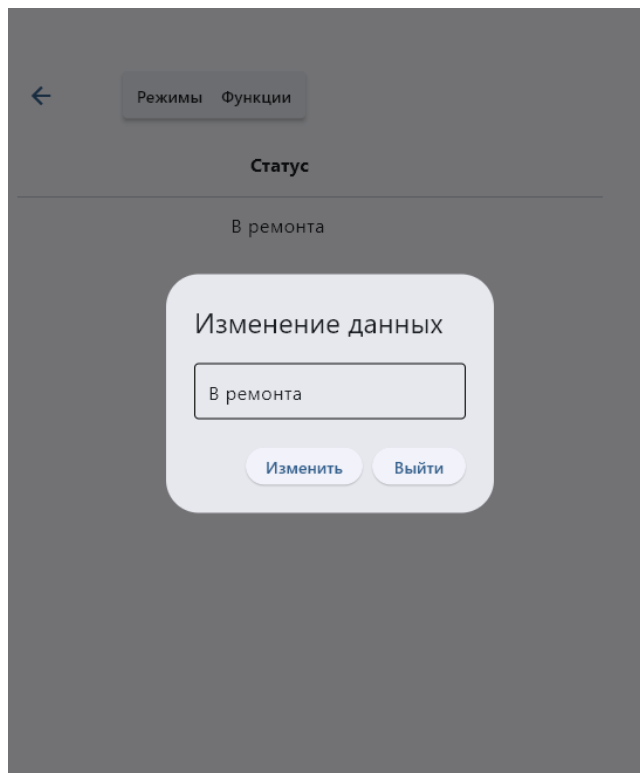 Режимы Функции
Статус
В ремонта
Изменение данных
В ремонта
Изменить Выйти